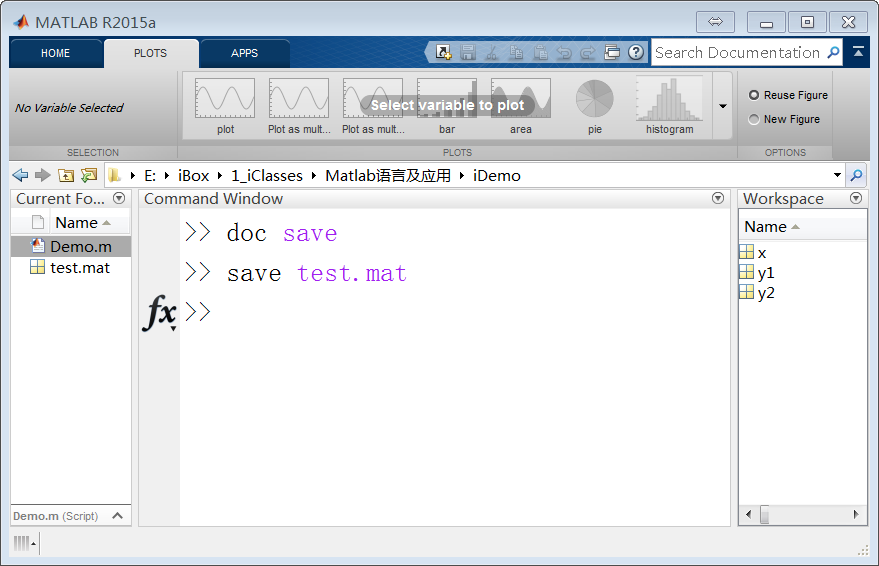 MATLAB R2015a
HOME
PLOTS
APPS
Search Documentation
No Variable Selected
Select variable to plot
plot
Plot as mult...
Plot as mult...
bar
area
pie
histogram
Reuse Figure
New Figure
SELECTION
PLOTS
OPTIONS
E: iBox 1_iClasses Matlab语言及应用 iDemo
Current Fo...
Name
Demo.m
test.mat
Demo.m (Script)
Command Window
>> doc save
>> save test.mat
fx >>
Workspace
Name
x
y1
y2